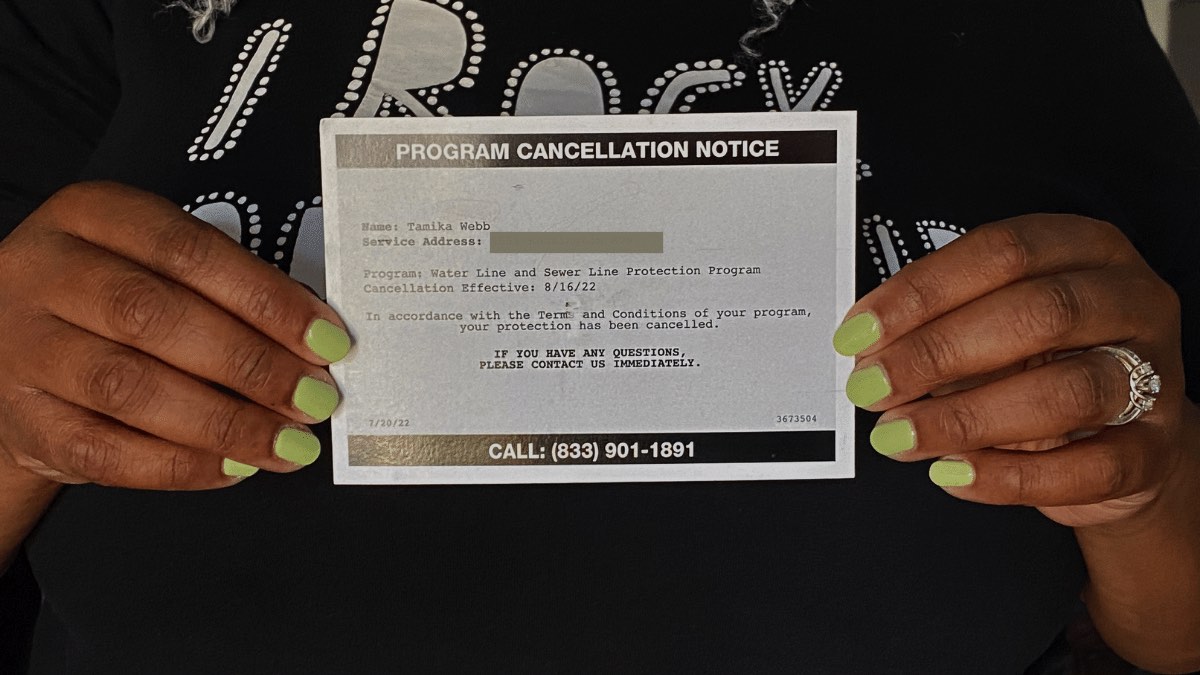 I ROCK
PROGRAM CANCELLATION NOTICE
Name: Tamika Webb
Service Address:
Program: Water Line and Sewer Line Protection Program
Cancellation Effective: 8/16/22
In accordance with the Terms and Conditions of your program,
your protection has been cancelled.
IF YOU HAVE ANY QUESTIONS,
PLEASE CONTACT US IMMEDIATELY.
7/20/22
3673504
CALL: (833) 901-1891